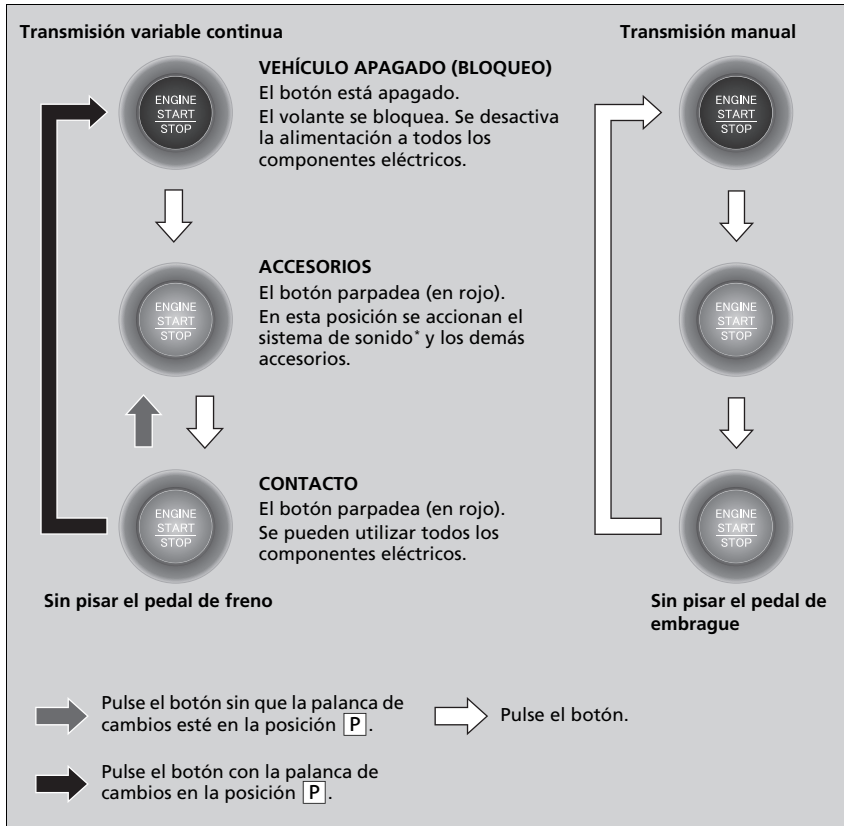 Transmisión variable continua
Transmisión manual
ENGINE
START
STOP
VEHÍCULO APAGADO (BLOQUEO)
El botón está apagado.
El volante se bloquea. Se desactiva
la alimentación a todos los
componentes eléctricos.
ENGINE
START
STOP
ENGINE
START
STOP
ACCESORIOS
El botón parpadea (en rojo).
En esta posición se accionan el
sistema de sonido* y los demás
accesorios.
ENGINE
START
STOP
ENGINE
START
STOP
CONTACTO
El botón parpadea (en rojo).
Se pueden utilizar todos los
componentes eléctricos.
ENGINE
START
STOP
Sin pisar el pedal de freno
Sin pisar el pedal de
embrague
Pulse el botón sin que la palanca de
cambios esté en la posición P.
Pulse el botón.
Pulse el botón con la palanca de
cambios en la posición P.